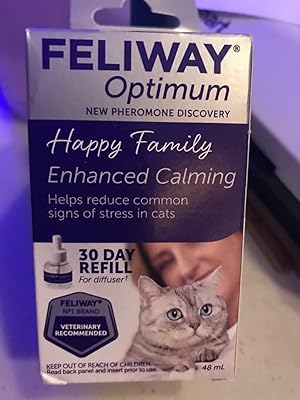 FELIWAY®
Optimum
NEW PHEROMONE DISCOVERY
Happy Family
Enhanced Calming
Helps reduce common
signs of stress in cats
30 DAY
REFILL
For diffuser†
FELIWAY®
Nº1 BRAND
VETERINARY
RECOMMENDED
KEEP OUT OF REACH OF CHILDREN
Read back panel and insert prior to use.
48 mL